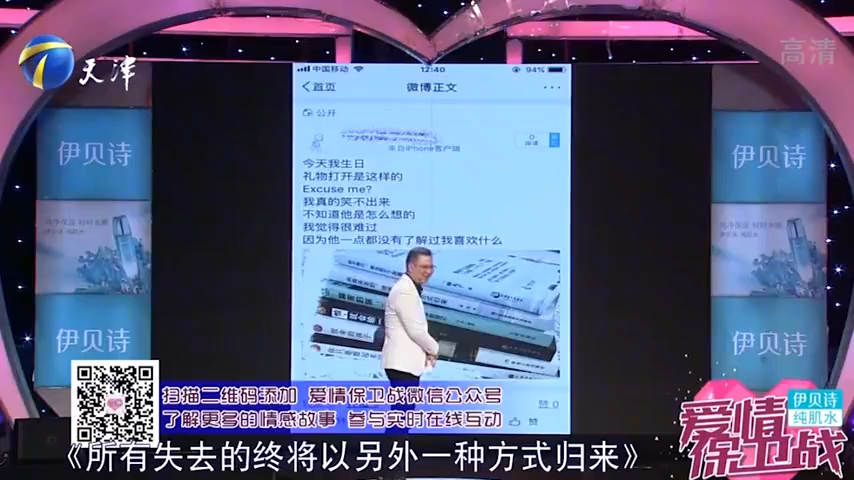 天津
高清
中国移动
12:40
94%
首页
微博正文
公开
来自iPhone客户端
今天我生日
礼物打开是这样的
Excuse me?
我真的笑不出来
不知道他是怎么想的
我觉得很难过
因为他一点都没有了解过我喜欢什么
伊贝诗
伊贝诗
伊贝诗
伊贝诗
赞 0
扫描二维码添加 爱情保卫战微信公众号
了解更多的情感故事 参与实时在线互动
爱情保卫战
伊贝诗
纯肌水
《所有失去的终将以另外一种方式归来》